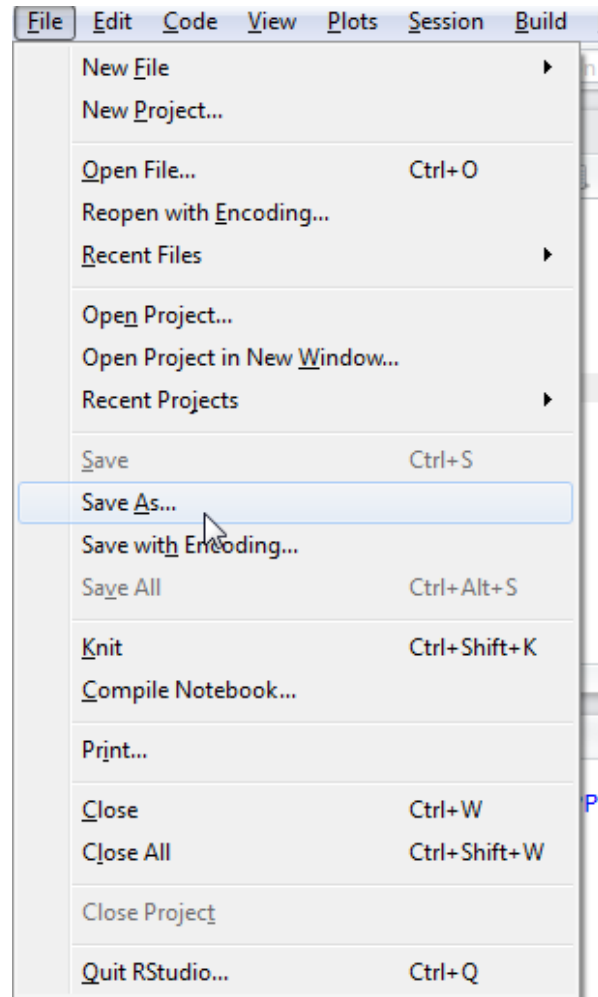 File Edit Code View Plots Session Build
New File
New Project...
Open File... Ctrl+O
Reopen with Encoding...
Recent Files
Open Project...
Open Project in New Window...
Recent Projects
Save Ctrl+S
Save As...
Save with Encoding...
Save All Ctrl+Alt+S
Knit Ctrl+Shift+K
Compile Notebook...
Print...
Close Ctrl+W
Close All Ctrl+Shift+W
Close Project
Quit RStudio... Ctrl+Q